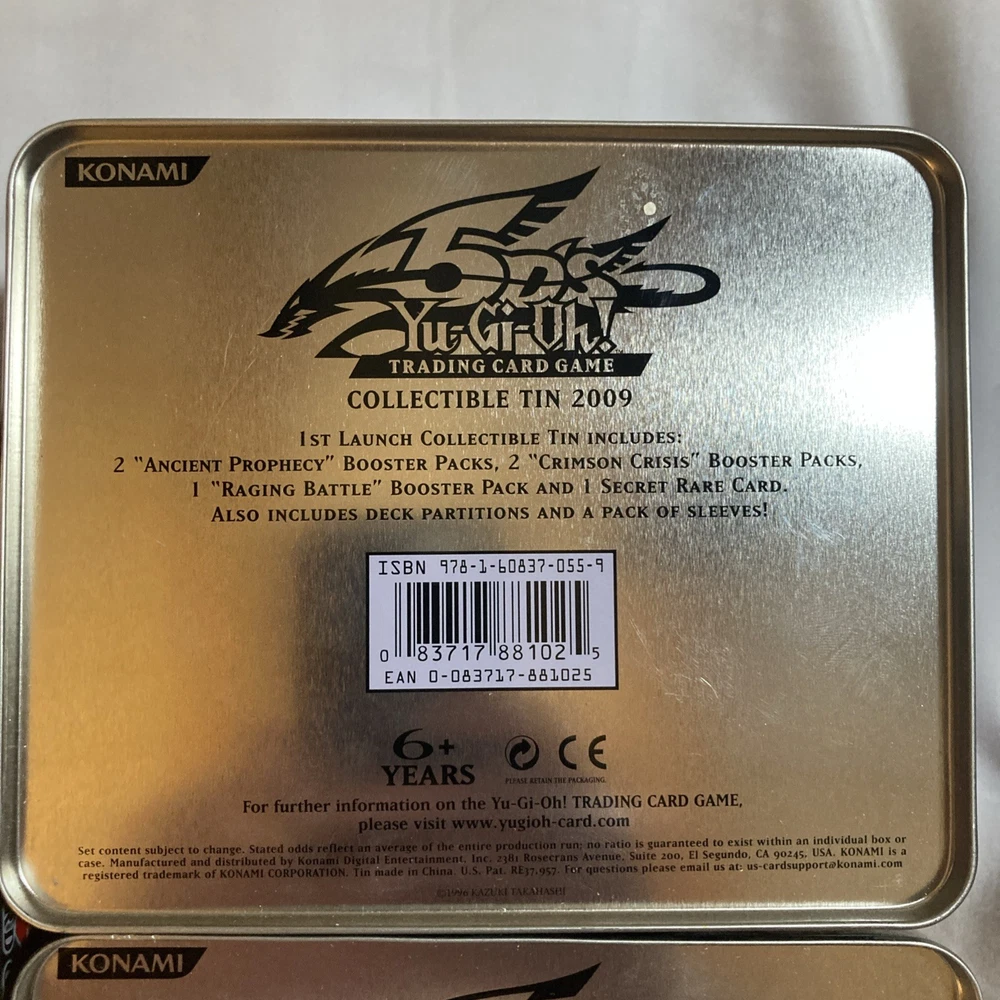 KONAMI
5D's
Yu-Gi-Oh!
TRADING CARD GAME
COLLECTIBLE TIN 2009
1ST LAUNCH COLLECTIBLE TIN INCLUDES:
2 "ANCIENT PROPHECY" BOOSTER PACKS, 2 "CRIMSON CRISIS" BOOSTER PACKS,
1 "RAGING BATTLE" BOOSTER PACK AND 1 SECRET RARE CARD.
ALSO INCLUDES DECK PARTITIONS AND A PACK OF SLEEVES!
ISBN 978-1-60837-055-9
0 83717 88102 5
EAN 0-083717-881025
6+
YEARS
CE
PLEASE RETAIN THE PACKAGING.
For further information on the Yu-Gi-Oh! TRADING CARD GAME,
please visit www.yugioh-card.com
Set content subject to change. Stated odds reflect an average of the entire production run; no ratio is guaranteed to exist within an individual box or
case. Manufactured and distributed by Konami Digital Entertainment, Inc. 2381 Rosecrans Avenue, Suite 200, El Segundo, CA 90245, USA. KONAMI is a
registered trademark of KONAMI CORPORATION. Tin made in China. U.S. Pat. RE37,957. For questions please email us at: us-cardsupport@konami.com
©1996 KAZUKI TAKAHASHI
KONAMI